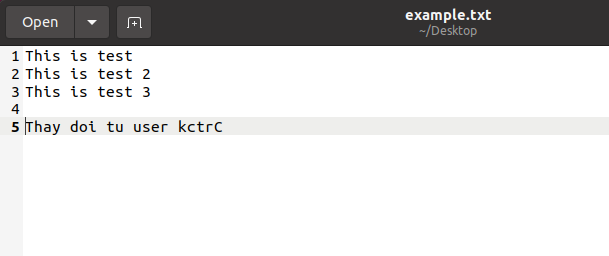 Open
example.txt
~/Desktop
1 This is test
2 This is test 2
3 This is test 3
4
5 Thay doi tu user kctrC